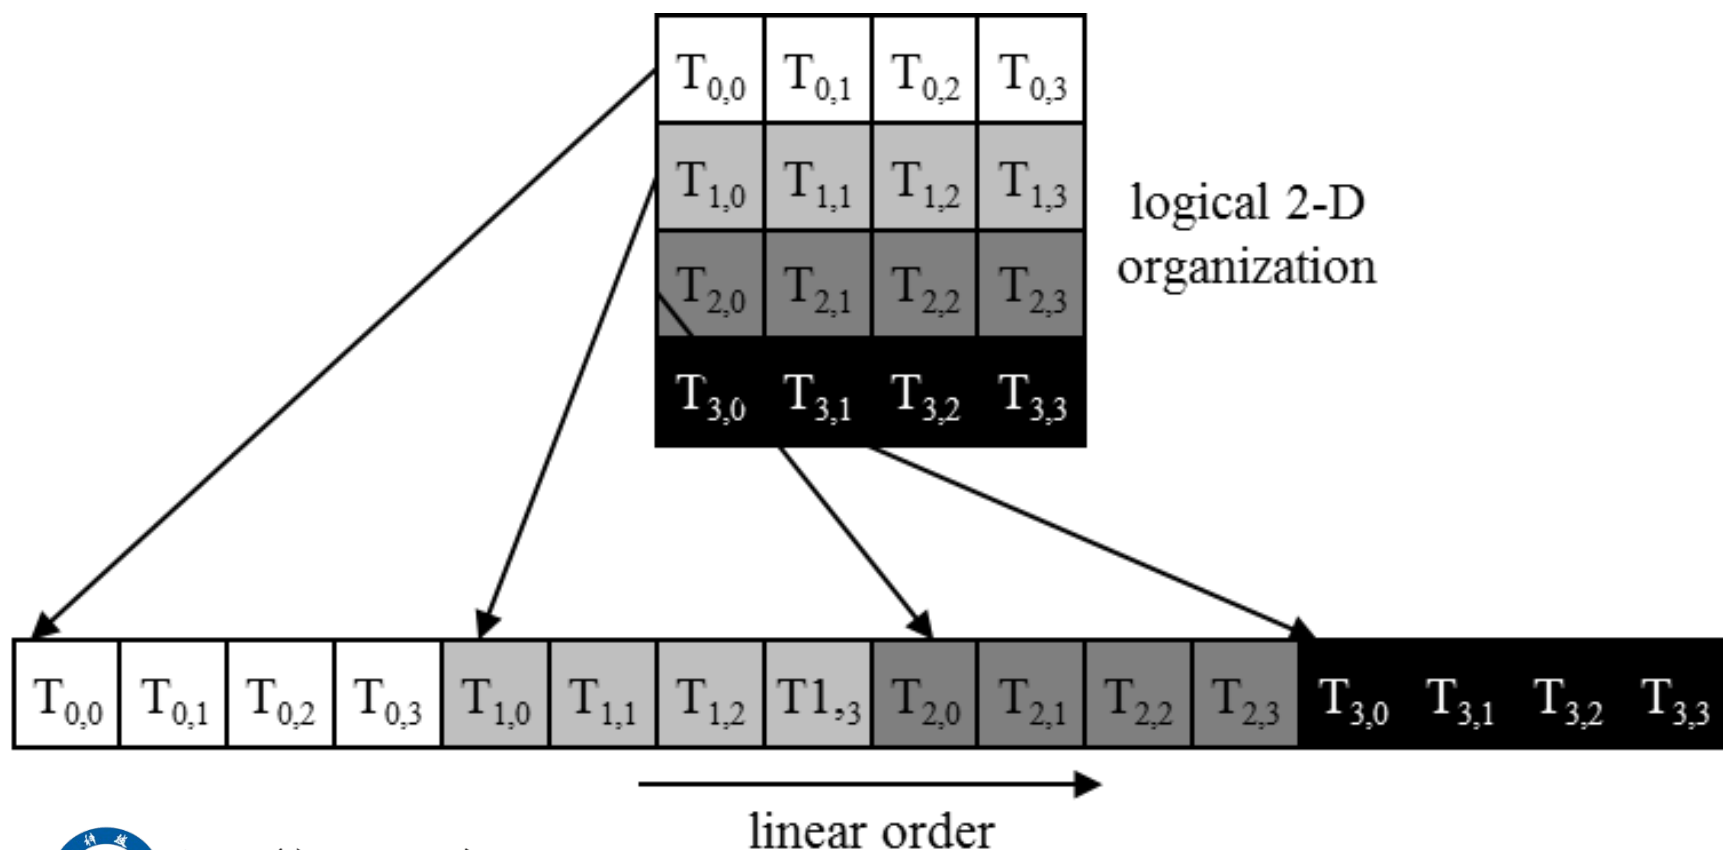 T0,0 T0,1 T0,2 T0,3
T1,0 T1,1 T1,2 T1,3
T2,0 T2,1 T2,2 T2,3
T3,0 T3,1 T3,2 T3,3
logical 2-D
organization
T0,0 T0,1 T0,2 T0,3 T1,0 T1,1 T1,2 T1,3 T2,0 T2,1 T2,2 T2,3 T3,0 T3,1 T3,2 T3,3
linear order